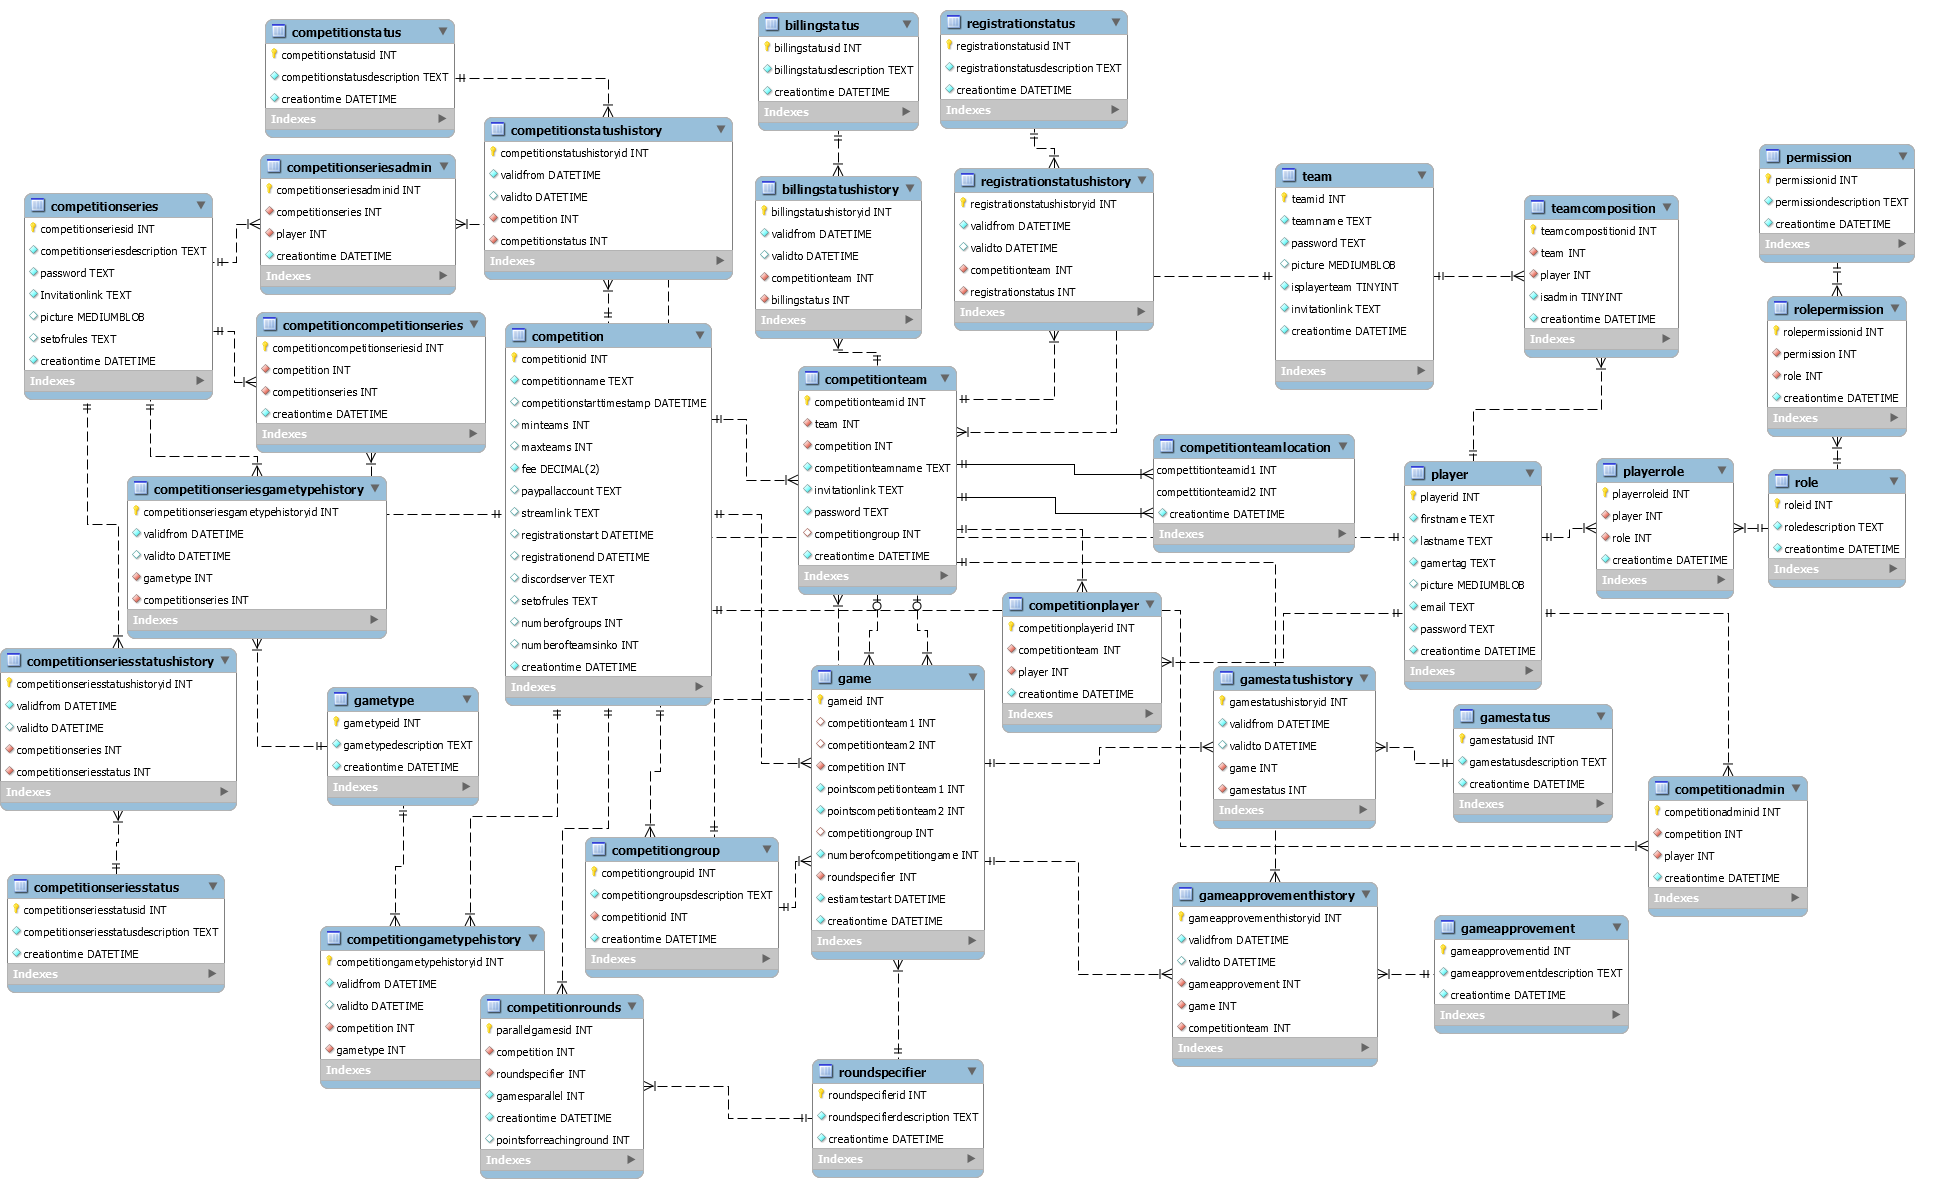 competitionstatus
competitionstatusid INT
competitionstatusdescription TEXT
creationtime DATETIME
Indexes
billingstatus
billingstatusid INT
billingstatusdescription TEXT
creationtime DATETIME
Indexes
registrationstatus
registrationstatusid INT
registrationstatusdescription TEXT
creationtime DATETIME
Indexes
competitionstatushistory
competitionstatushistoryid INT
validfrom DATETIME
validto DATETIME
competition INT
competitionstatus INT
Indexes
competitionseriesadmin
competitionseriesadminid INT
competitionseries INT
player INT
creationtime DATETIME
Indexes
competitionseries
competitionseriesid INT
competitionseriesdescription TEXT
password TEXT
Invitationlink TEXT
picture MEDIUMBLOB
setofrules TEXT
creationtime DATETIME
Indexes
billingstatushistory
billingstatushistoryid INT
validfrom DATETIME
validto DATETIME
competitionteam INT
billingstatus INT
Indexes
registrationstatushistory
registrationstatushistoryid INT
validfrom DATETIME
validto DATETIME
competitionteam INT
registrationstatus INT
Indexes
team
teamid INT
teamname TEXT
password TEXT
picture MEDIUMBLOB
isplayerteam TINYINT
invitationlink TEXT
creationtime DATETIME
Indexes
teamcomposition
teamcompostitionid INT
team INT
player INT
isadmin TINYINT
creationtime DATETIME
Indexes
permission
permissionid INT
permissiondescription TEXT
creationtime DATETIME
Indexes
rolepermission
rolepermissionid INT
permission INT
role INT
creationtime DATETIME
Indexes
competitioncompetitionseries
competitioncompetitionseriesid INT
competition INT
competitionseries INT
creationtime DATETIME
Indexes
competition
competitionid INT
competitionname TEXT
competitionstarttimestamp DATETIME
minteams INT
maxteams INT
fee DECIMAL(2)
paypallaccount TEXT
streamlink TEXT
registrationstart DATETIME
registrationend DATETIME
discordserver TEXT
setofrules TEXT
numberofgroups INT
numberofteamsinko INT
creationtime DATETIME
Indexes
competitionteam
competitionteamid INT
team INT
competition INT
competitionteamname TEXT
invitationlink TEXT
password TEXT
competitiongroup INT
creationtime DATETIME
Indexes
competitionteamlocation
compettitionteamid1 INT
competitionteamid2 INT
creationtime DATETIME
Indexes
player
playerid INT
firstname TEXT
lastname TEXT
gamertag TEXT
picture MEDIUMBLOB
email TEXT
password TEXT
creationtime DATETIME
Indexes
playerrole
playerroleid INT
player INT
role INT
creationtime DATETIME
Indexes
role
roleid INT
roledescription TEXT
creationtime DATETIME
Indexes
competitionseriesgametypehistory
competitionseriesgametypehistoryid INT
validfrom DATETIME
validto DATETIME
gametype INT
competitionseries INT
Indexes
competitionseriesstatushistory
competitionseriesstatushistoryid INT
validfrom DATETIME
validto DATETIME
competitionseries INT
competitionseriesstatus INT
Indexes
gametype
gametypeid INT
gametypedescription TEXT
creationtime DATETIME
Indexes
competitionplayer
competitionplayerid INT
competitionteam INT
player INT
creationtime DATETIME
Indexes
game
gameid INT
competitionteam1 INT
competitionteam2 INT
competition INT
pointscompetitionteam1 INT
pointscompetitionteam2 INT
competitiongroup INT
numberofcompetitiongame INT
roundspecifier INT
estiamtestart DATETIME
creationtime DATETIME
Indexes
gamestatushistory
gamestatushistoryid INT
validfrom DATETIME
validto DATETIME
game INT
gamestatus INT
Indexes
gamestatus
gamestatusid INT
gamestatusdescription TEXT
creationtime DATETIME
Indexes
competitionadmin
competitionadminid INT
competition INT
player INT
creationtime DATETIME
Indexes
competitionseriesstatus
competitionseriesstatusid INT
competitionseriesstatusdescription TEXT
creationtime DATETIME
Indexes
competitiongroup
competitiongroupid INT
competitiongroupsdescription TEXT
competitionid INT
creationtime DATETIME
Indexes
competitiongametypehistory
competitiongametypehistoryid INT
validfrom DATETIME
validto DATETIME
competition INT
gametype INT
Indexes
competitionrounds
parallelgamesid INT
competition INT
roundspecifier INT
gamesparallel INT
creationtime DATETIME
pointsforreachinground INT
Indexes
roundspecifier
roundspecifierid INT
roundspecifierdescription TEXT
creationtime DATETIME
Indexes
gameapprovementhistory
gameapprovementhistoryid INT
validfrom DATETIME
validto DATETIME
gameapprovement INT
game INT
competitionteam INT
Indexes
gameapprovement
gameapprovementid INT
gameapprovementdescription TEXT
creationtime DATETIME
Indexes